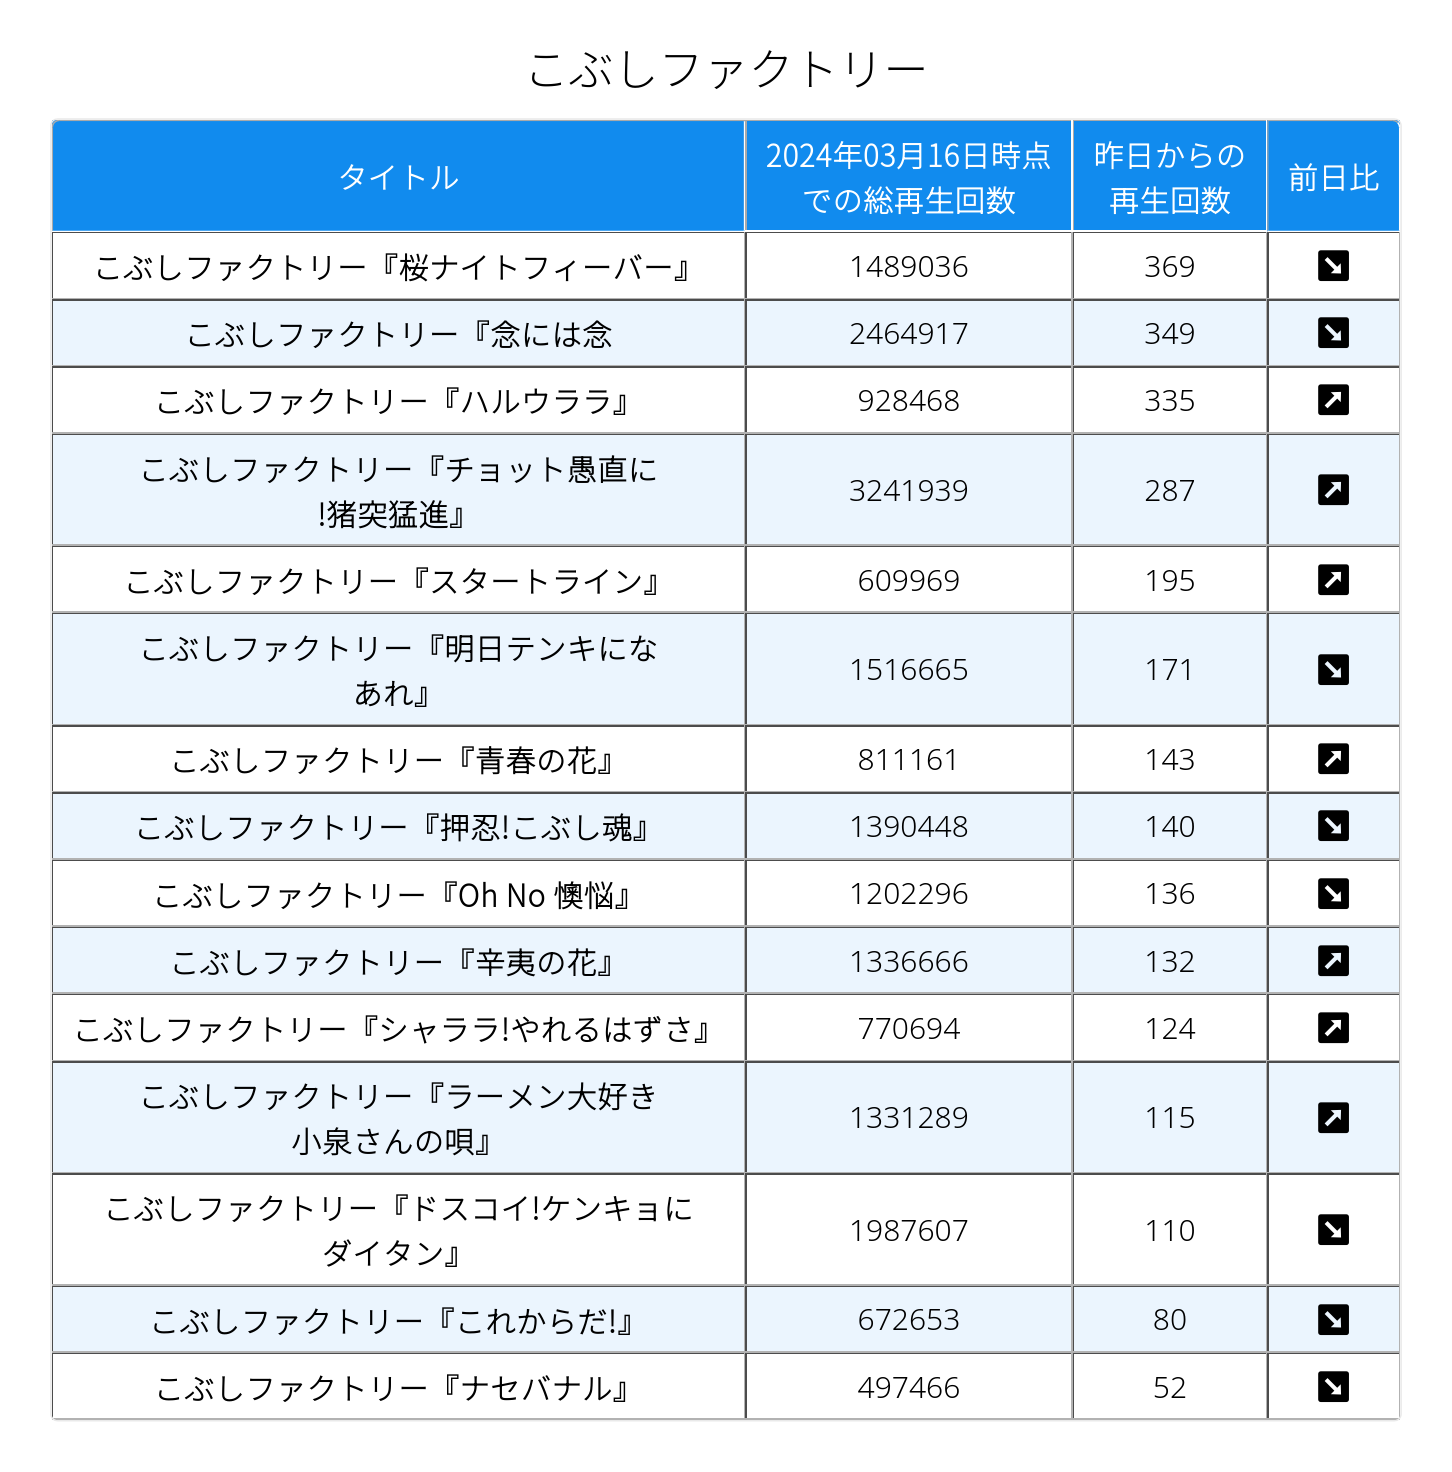 こぶしファクトリー
タイトル
2024年03月16日時点
での総再生回数
昨日からの
再生回数
前日比
こぶしファクトリー『桜ナイトフィーバー』
1489036
369
こぶしファクトリー『念には念
2464917
349
こぶしファクトリー『ハルウララ』
928468
335
こぶしファクトリー『チョット愚直に
!猪突猛進』
3241939
287
こぶしファクトリー『スタートライン』
609969
195
こぶしファクトリー『明日テンキにな
あれ』
1516665
171
こぶしファクトリー『青春の花』
811161
143
こぶしファクトリー『押忍!こぶし魂』
1390448
140
こぶしファクトリー『Oh No 懊悩』
1202296
136
こぶしファクトリー『辛夷の花』
1336666
132
こぶしファクトリー『シャララ!やれるはずさ』
770694
124
こぶしファクトリー『ラーメン大好き
小泉さんの唄』
1331289
115
こぶしファクトリー『ドスコイ!ケンキョに
ダイタン』
1987607
110
こぶしファクトリー『これからだ!』
672653
80
こぶしファクトリー『ナセバナル』
497466
52